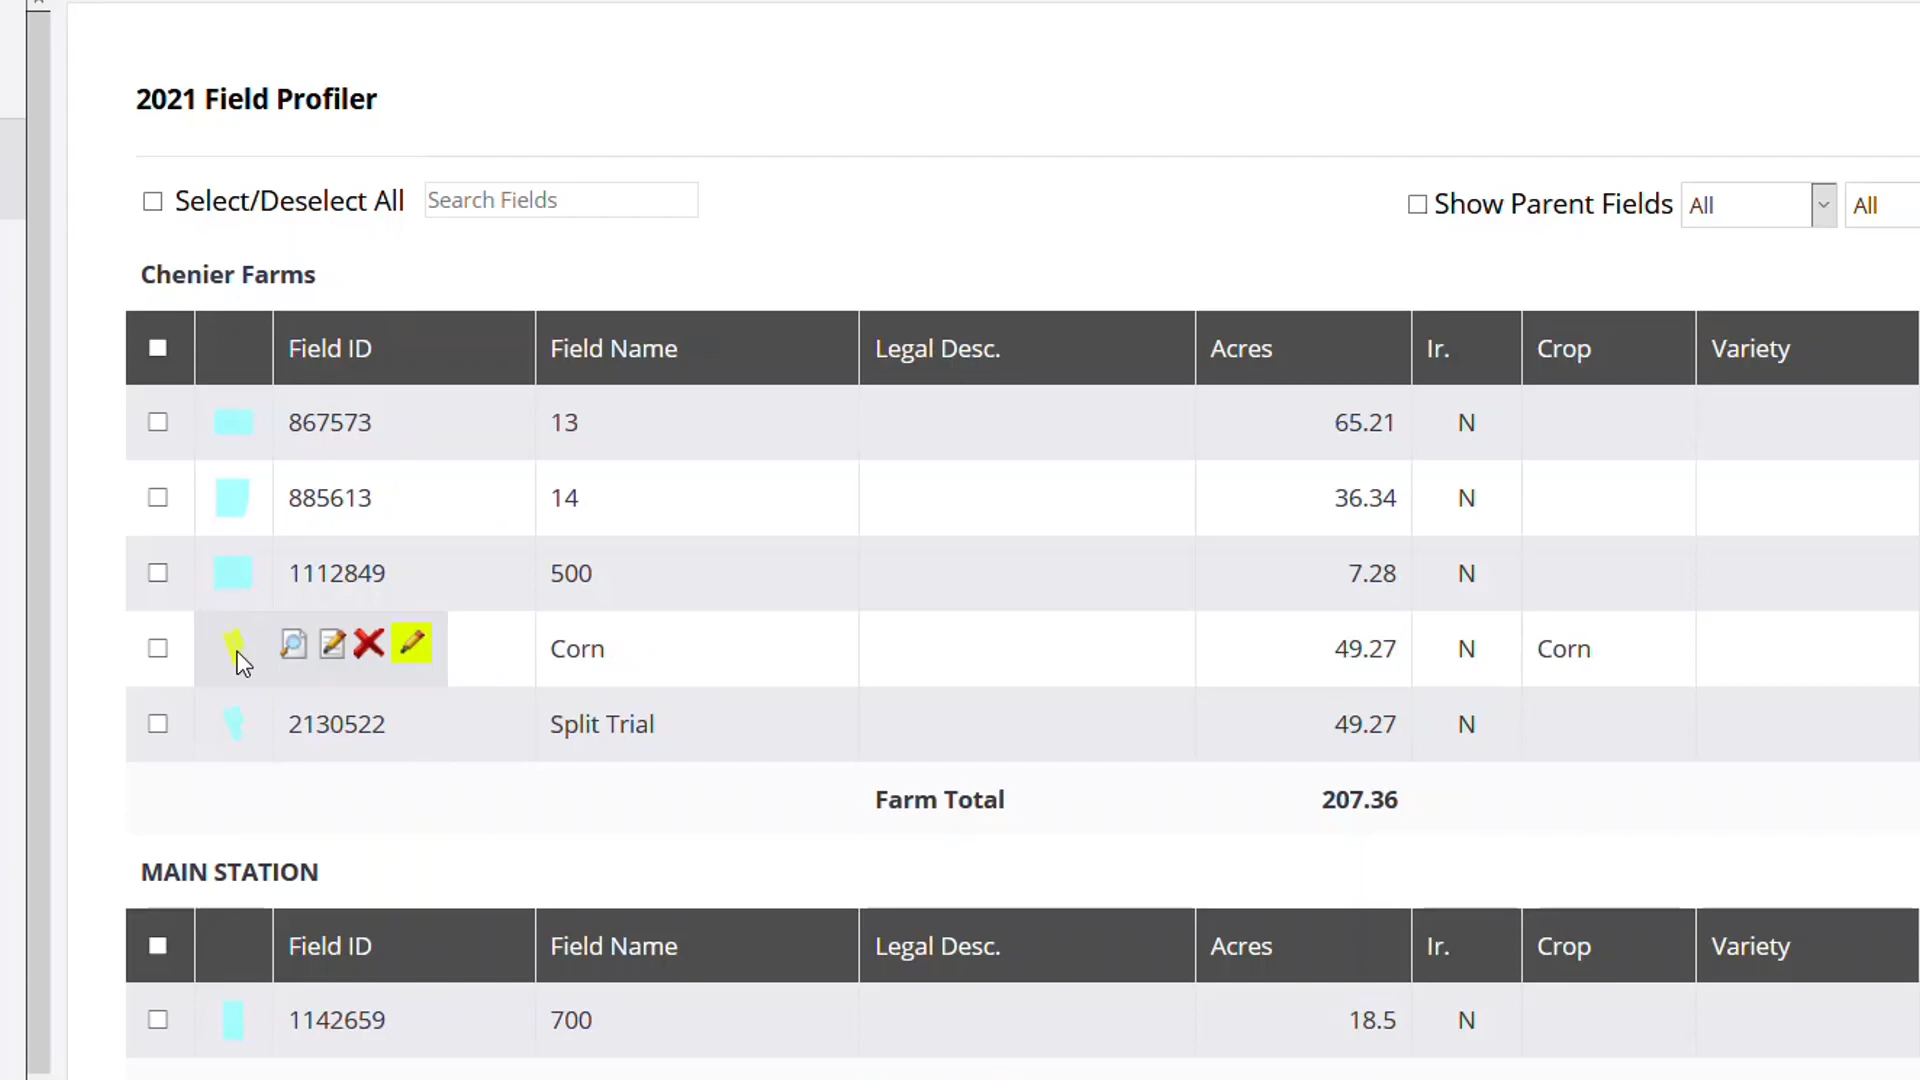 2021 Field Profiler
Select/Deselect All Search Fields Show Parent Fields All All
Chenier Farms
Field ID Field Name Legal Desc. Acres Ir. Crop Variety
867573 13 65.21 N
885613 14 36.34 N
1112849 500 7.28 N
Corn 49.27 N Corn
2130522 Split Trial 49.27 N
Farm Total 207.36
MAIN STATION
Field ID Field Name Legal Desc. Acres Ir. Crop Variety
1142659 700 18.5 N